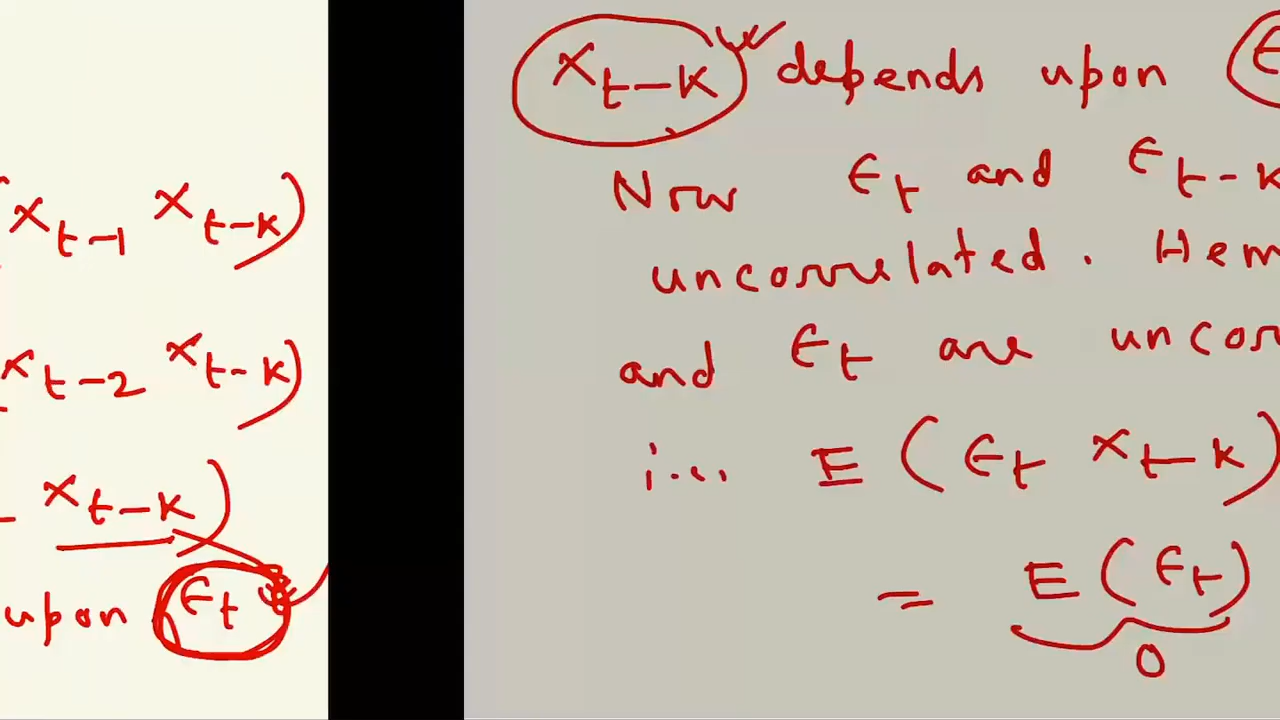 x_{t-1} x_{t-k})
x_{t-2} x_{t-k})
x_{t-k})
upon ϵ_t
x_{t-k} depends upon ϵ
Now ϵ_t and ϵ_{t-k}
uncorrelated. Hen
and ϵ_t are uncor
i.e. E (ϵ_t x_{t-k})
= E (ϵ_t)
0